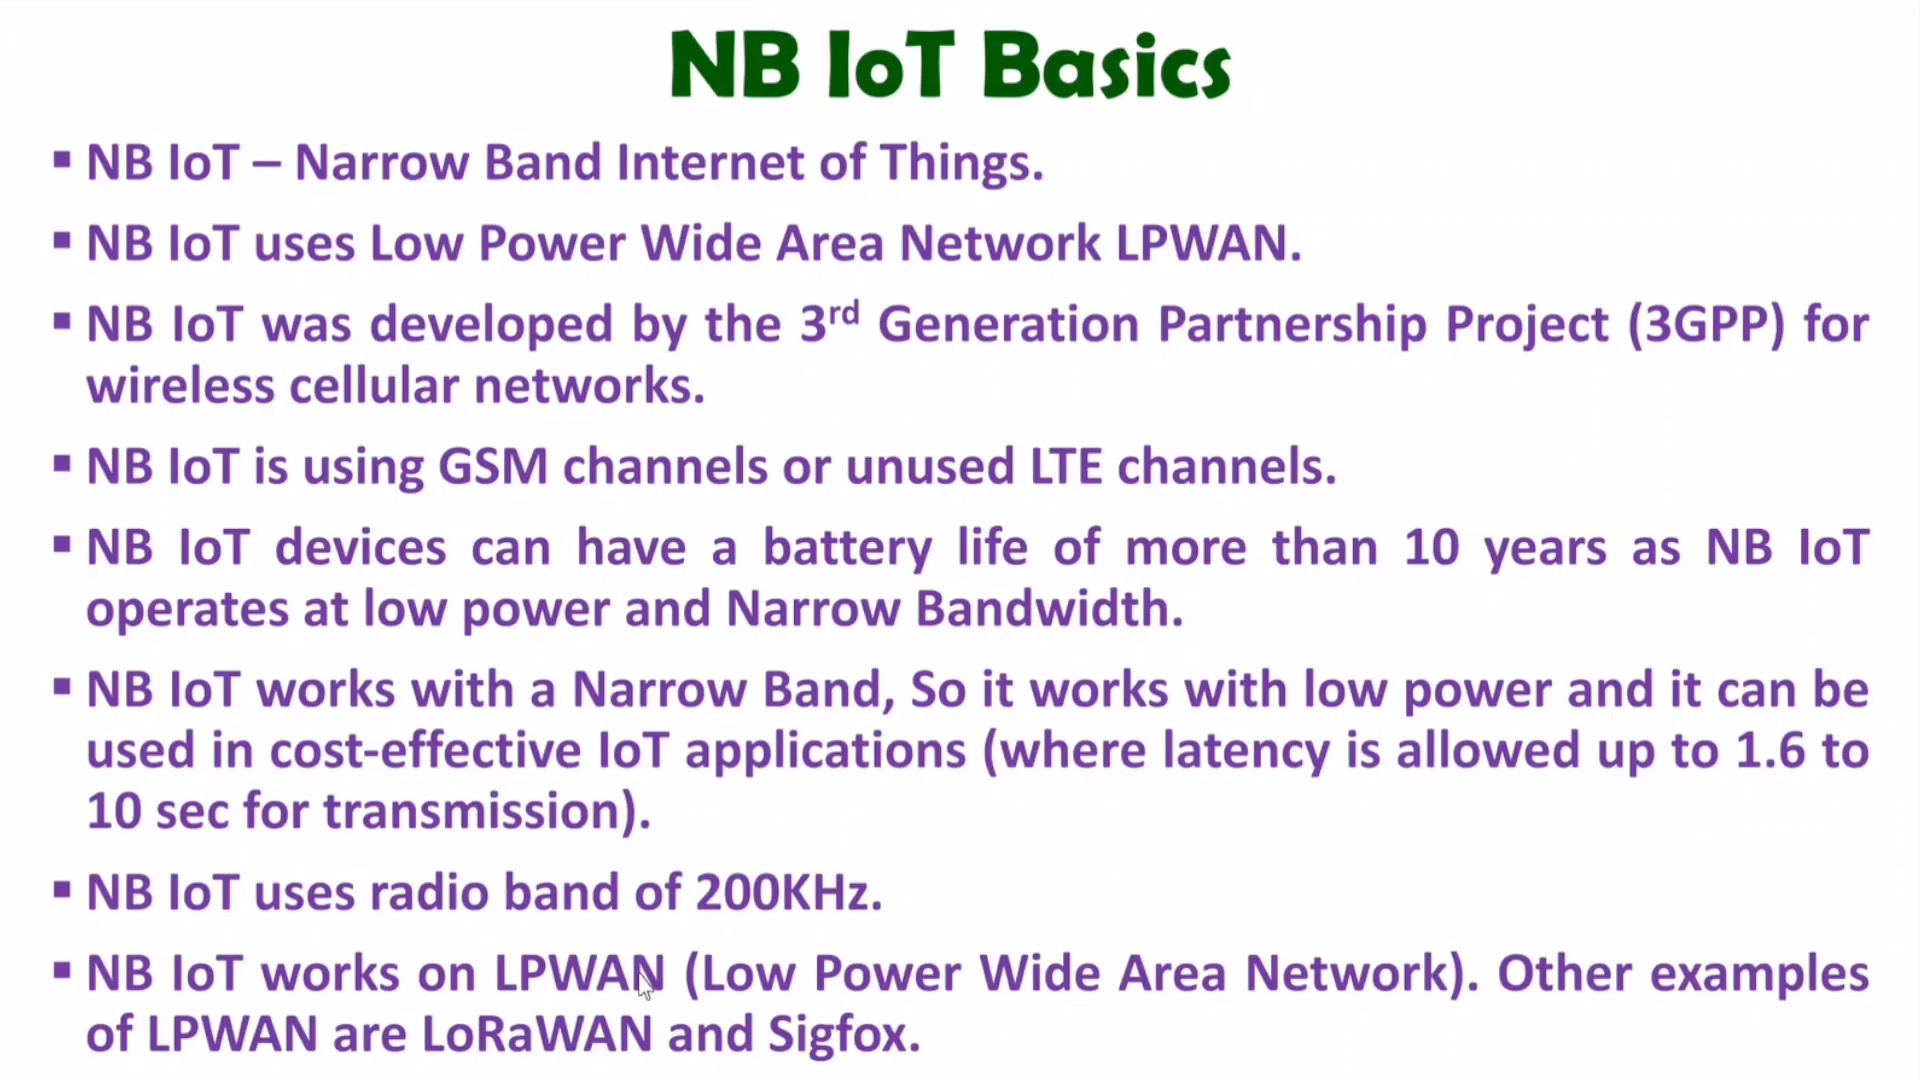 NB IoT Basics
▪ NB IoT – Narrow Band Internet of Things.
▪ NB IoT uses Low Power Wide Area Network LPWAN.
▪ NB IoT was developed by the 3rd Generation Partnership Project (3GPP) for
wireless cellular networks.
▪ NB IoT is using GSM channels or unused LTE channels.
▪ NB IoT devices can have a battery life of more than 10 years as NB IoT
operates at low power and Narrow Bandwidth.
▪ NB IoT works with a Narrow Band, So it works with low power and it can be
used in cost-effective IoT applications (where latency is allowed up to 1.6 to
10 sec for transmission).
▪ NB IoT uses radio band of 200KHz.
▪ NB IoT works on LPWAN (Low Power Wide Area Network). Other examples
of LPWAN are LoRaWAN and Sigfox.